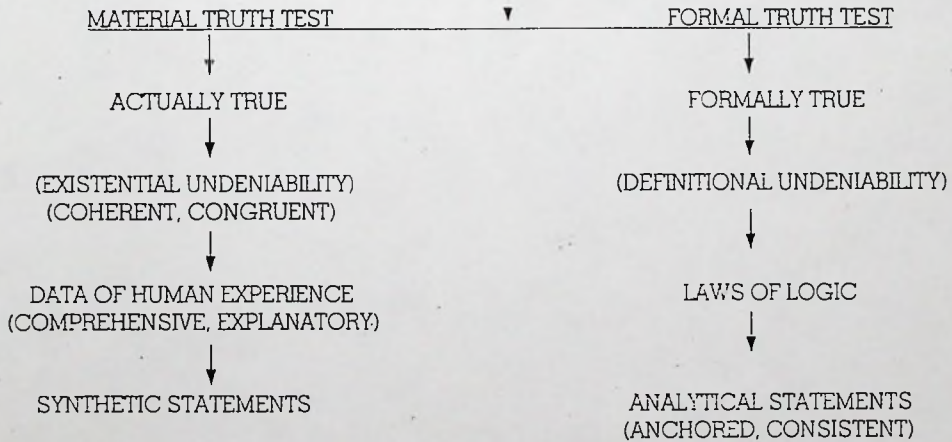 MATERIAL TRUTH TEST
ACTUALLY TRUE
(EXISTENTIAL UNDENIABILITY)
(COHERENT, CONGRUENT)
DATA OF HUMAN EXPERIENCE
(COMPREHENSIVE, EXPLANATORY)
SYNTHETIC STATEMENTS
FORMAL TRUTH TEST
FORMALLY TRUE
(DEFINITIONAL UNDENIABILITY)
LAWS OF LOGIC
ANALYTICAL STATEMENTS
(ANCHORED, CONSISTENT)